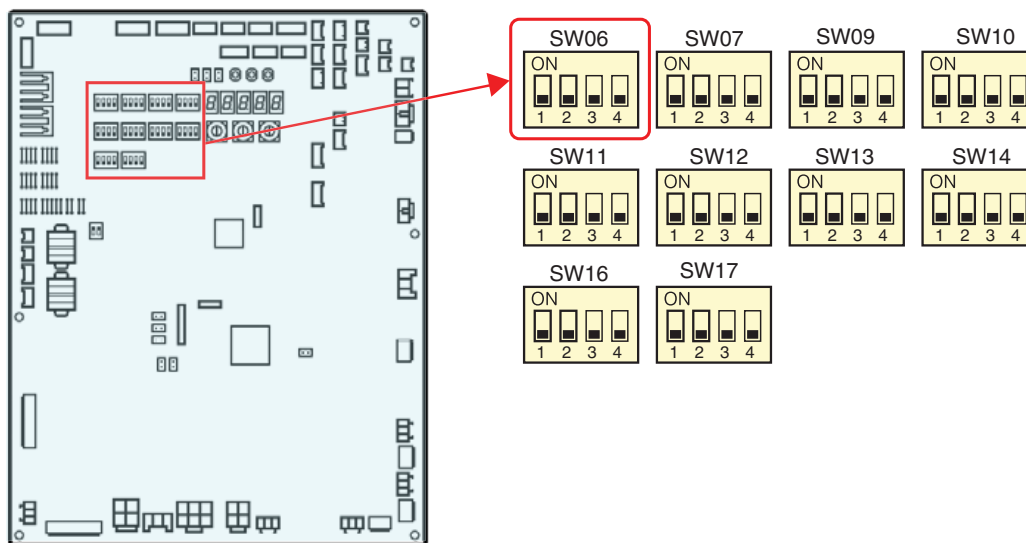 SW06 SW07 SW09 SW10
ON ON ON ON
1 2 3 4 1 2 3 4 1 2 3 4 1 2 3 4
SW11 SW12 SW13 SW14
ON ON ON ON
1 2 3 4 1 2 3 4 1 2 3 4 1 2 3 4
SW16 SW17
ON ON
1 2 3 4 1 2 3 4
88888